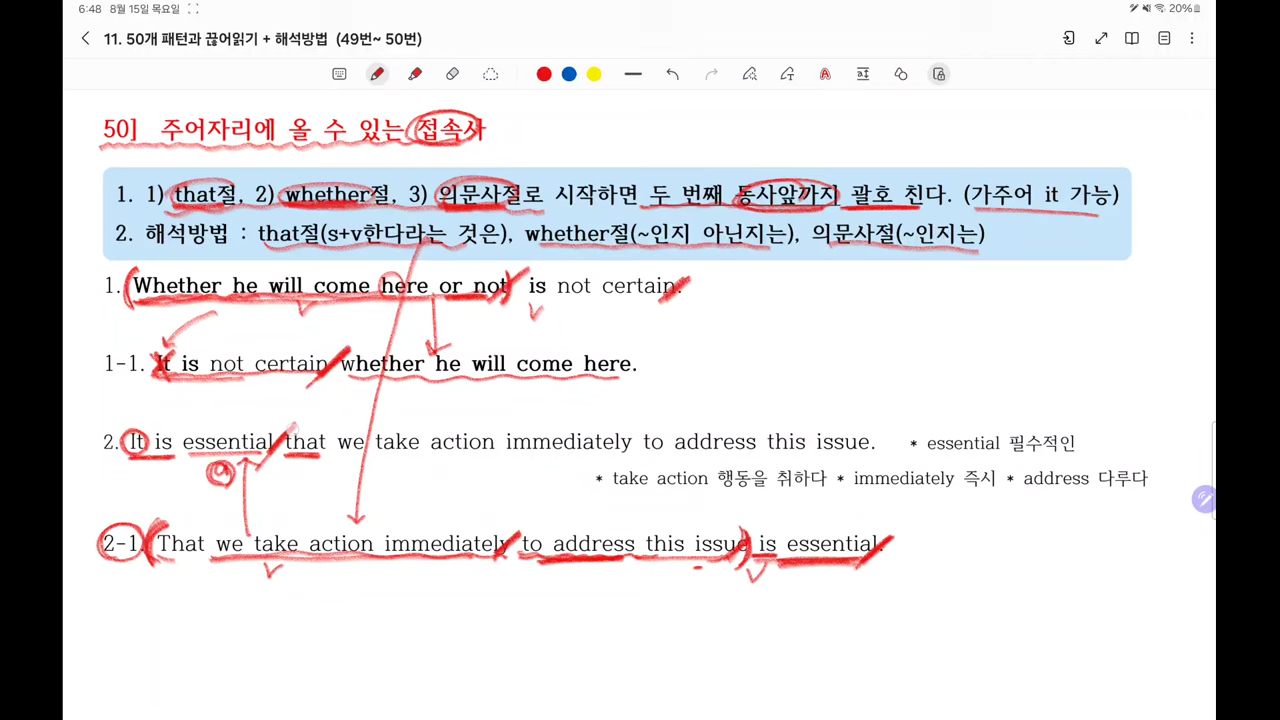 6:48 8월 15일 목요일 20%
11. 50개 패턴과 끊어읽기 + 해석방법 (49번~ 50번)
50] 주어자리에 올 수 있는 접속사
1. 1) that절, 2) whether절, 3) 의문사절로 시작하면 두 번째 동사앞까지 괄호 친다. (가주어 it 가능)
2. 해석방법 : that절(s+v한다라는 것은), whether절(~인지 아닌지는), 의문사절(~인지는)
1. Whether he will come here or not is not certain.
1-1. It is not certain whether he will come here.
2. It is essential that we take action immediately to address this issue. * essential 필수적인
* take action 행동을 취하다 * immediately 즉시 * address 다루다
2-1. That we take action immediately to address this issue is essential.